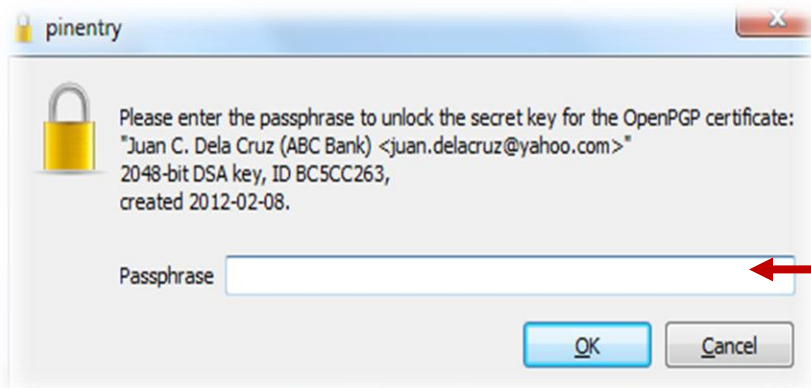 pinentry
Please enter the passphrase to unlock the secret key for the OpenPGP certificate:
"Juan C. Dela Cruz (ABC Bank) <juan.delacruz@yahoo.com>"
2048-bit DSA key, ID BC5CC263,
created 2012-02-08.
Passphrase
OK
Cancel